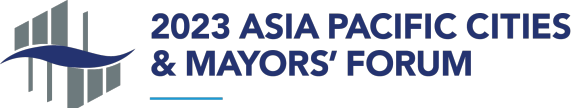 2023 ASIA PACIFIC CITIES
& MAYORS' FORUM